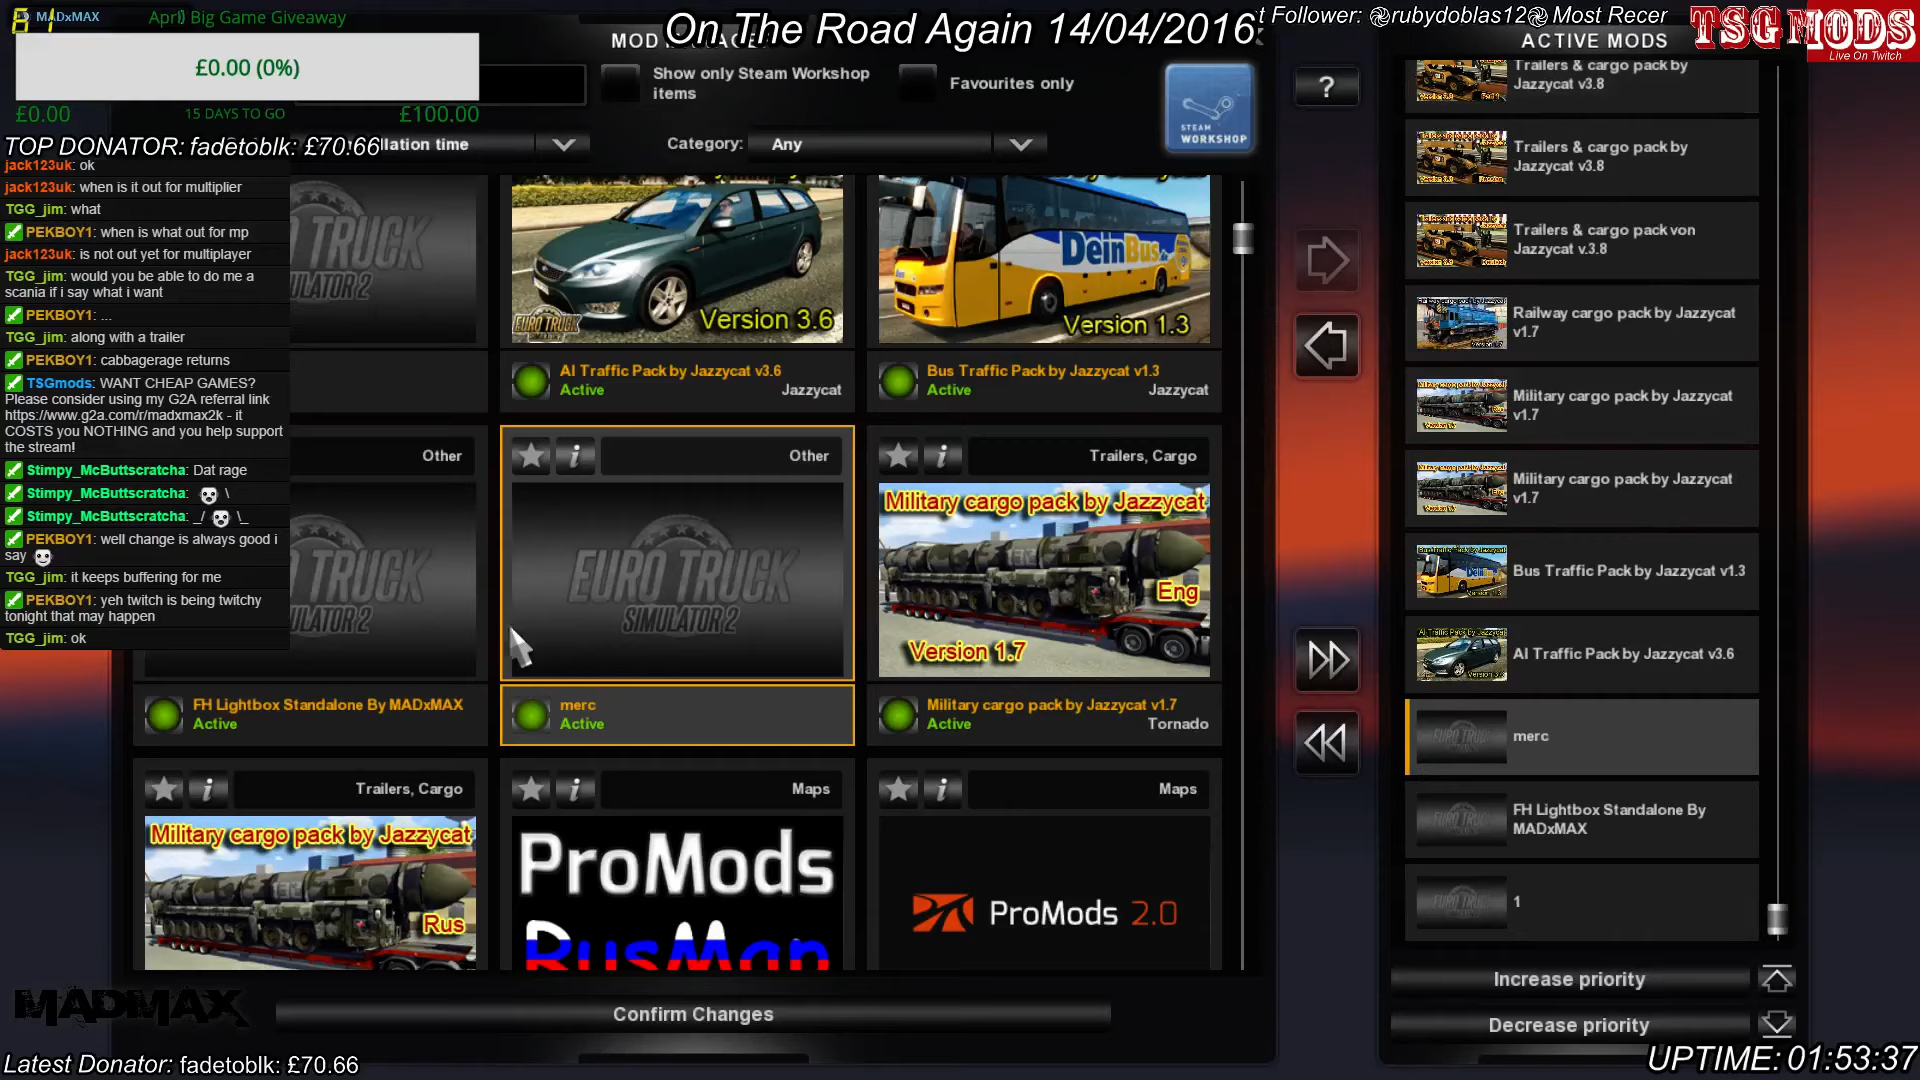 MADxMAX
April Big Game Giveaway
£0.00 (0%)
£0.00
15 DAYS TO GO
£100.00
TOP DONATOR: fadetoblk: £70.66
On The Road Again 14/04/2016
t Follower: rubydoblas12 Most Recer
TSG MODS
Live On Twitch
Show only Steam Workshop
items
Favourites only
STEAM
WORKSHOP
?
llation time
Category:
Any
jack123uk: ok
jack123uk: when is it out for multiplier
TGG_jim: what
PEKBOY1: when is what out for mp
jack123uk: is not out yet for multiplayer
TGG_jim: would you be able to do me a
scania if i say what i want
PEKBOY1: ...
TGG_jim: along with a trailer
PEKBOY1: cabbagerage returns
TSGmods: WANT CHEAP GAMES?
Please consider using my G2A referral link
https://www.g2a.com/r/madxmax2k - it
COSTS you NOTHING and you help support
the stream!
Stimpy_McButtscratcha: Dat rage
Stimpy_McButtscratcha: \
Stimpy_McButtscratcha: _/ \_
PEKBOY1: well change is always good i
say
TGG_jim: it keeps buffering for me
PEKBOY1: yeh twitch is being twitchy
tonight that may happen
TGG_jim: ok
TRUCK
ULATOR 2
EURO TRUCK
Version 3.6
DeinBus
Version 1.3
AI Traffic Pack by Jazzycat v3.6
Active
Jazzycat
Bus Traffic Pack by Jazzycat v1.3
Active
Jazzycat
Other
TRUCK
ULATOR 2
FH Lightbox Standalone By MADxMAX
Active
i
Other
EURO TRUCK
SIMULATOR 2
merc
Active
i
Trailers, Cargo
Military cargo pack by Jazzycat
Eng
Version 1.7
Military cargo pack by Jazzycat v1.7
Active
Tornado
i
Trailers, Cargo
Military cargo pack by Jazzycat
Rus
i
Maps
ProMods
RusMap
i
Maps
ProMods 2.0
Confirm Changes
ACTIVE MODS
Trailers & cargo pack by
Jazzycat v3.8
Trailers & cargo pack by
Jazzycat v3.8
Trailers & cargo pack von
Jazzycat v.3.8
Railway cargo pack by Jazzycat
v1.7
Military cargo pack by Jazzycat
v1.7
Military cargo pack by Jazzycat
v1.7
Bus Traffic Pack by Jazzycat v1.3
AI Traffic Pack by Jazzycat v3.6
merc
FH Lightbox Standalone By
MADxMAX
1
Increase priority
Decrease priority
MADMAX
Latest Donator: fadetoblk: £70.66
UPTIME: 01:53:37